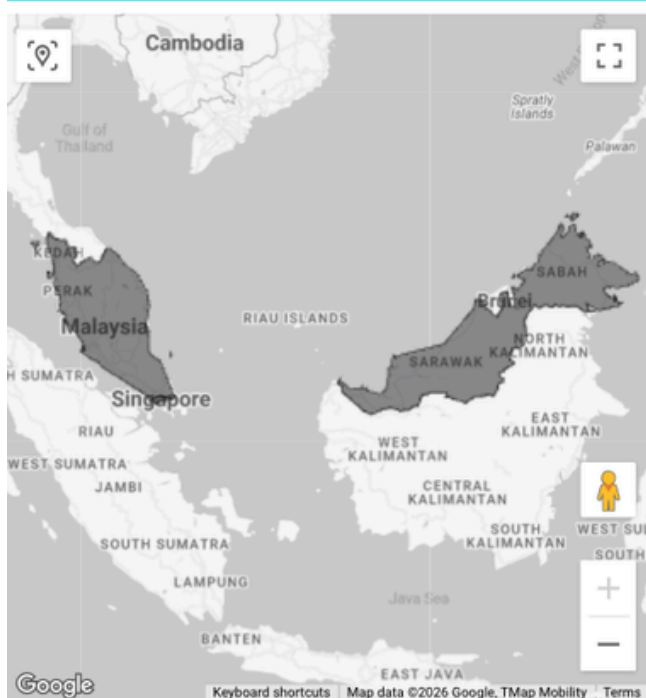 Cambodia
Gulf of
Thailand
Spratly
Islands
Palawan
KEDAH
PERAK
Malaysia
SABAH
Brunei
RIAU ISLANDS
NORTH
KALIMANTAN
SARAWAK
H SUMATRA
Singapore
RIAU
EAST
KALIMANTAN
WEST
KALIMANTAN
WEST SUMATRA
JAMBI
CENTRAL
KALIMANTAN
SOUTH
KALIMANTAN
WEST SU
SOUTH
SOUTH SUMATRA
LAMPUNG
Java Sea
BANTEN
EAST JAVA
Google
Keyboard shortcuts Map data ©2026 Google, TMap Mobility Terms